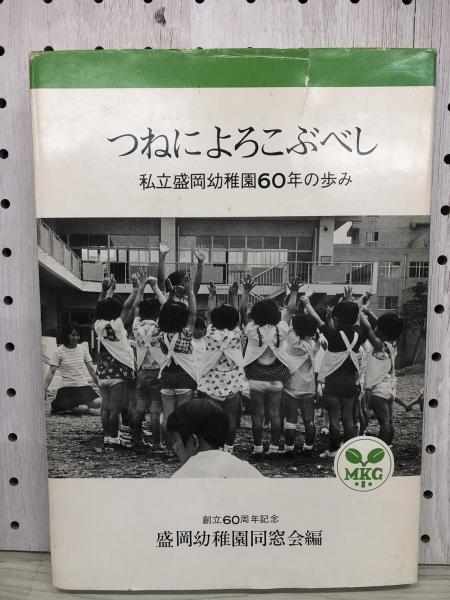 つねによろこぶべし
私立盛岡幼稚園60年の歩み
MKG
創立60周年記念
盛岡幼稚園同窓会編